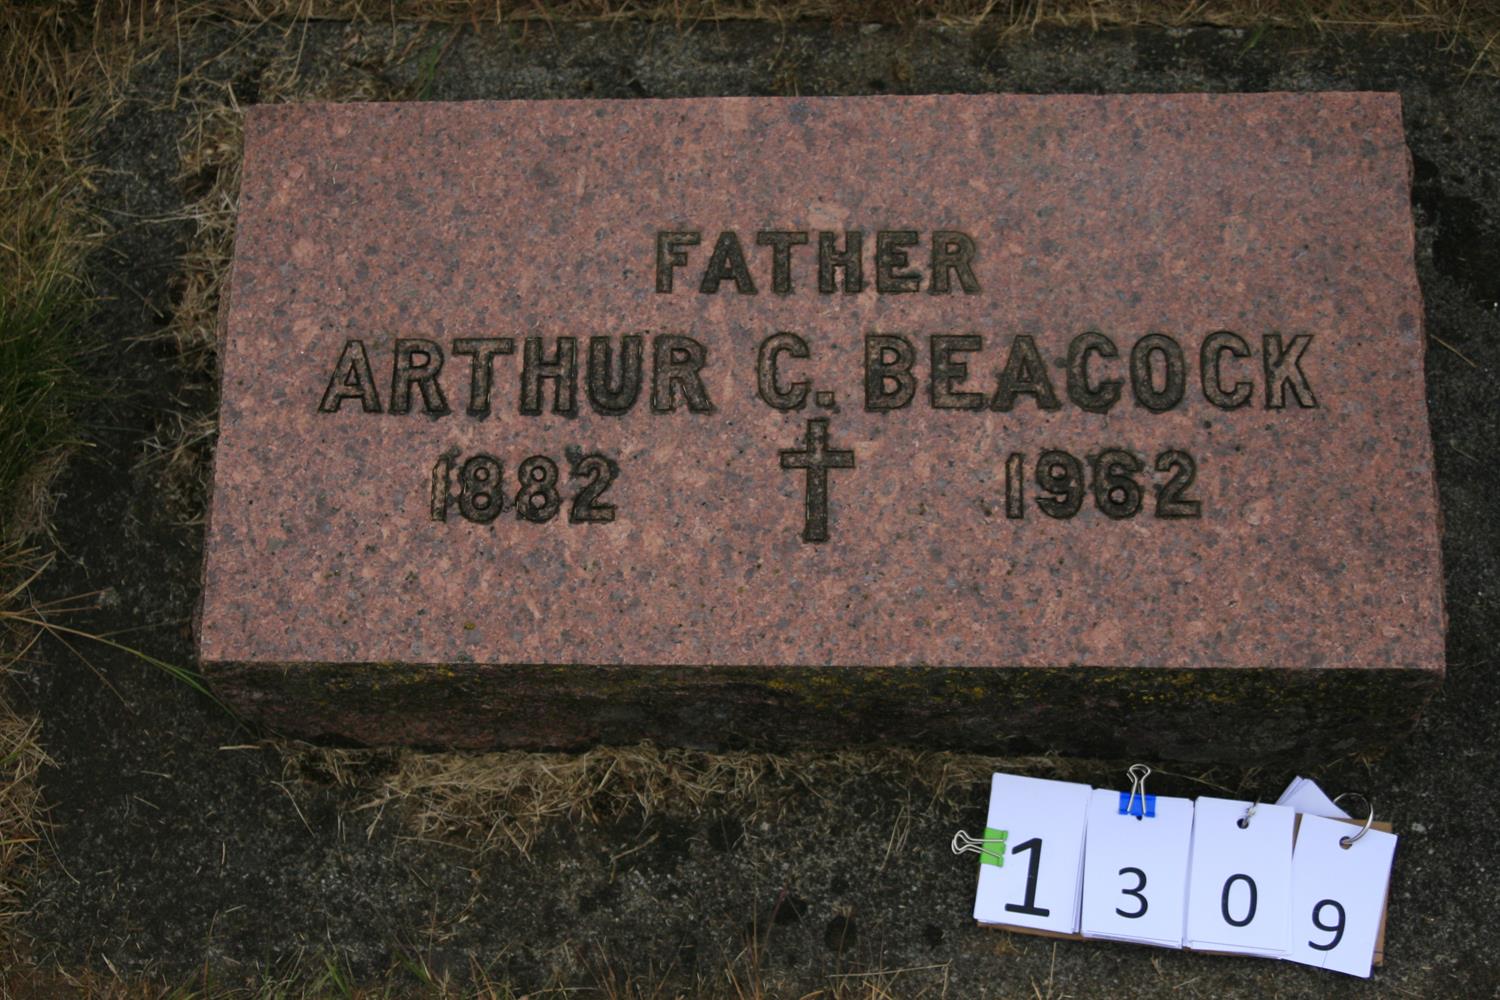 FATHER
ARTHUR C. BEACOCK
1882 1962
1309